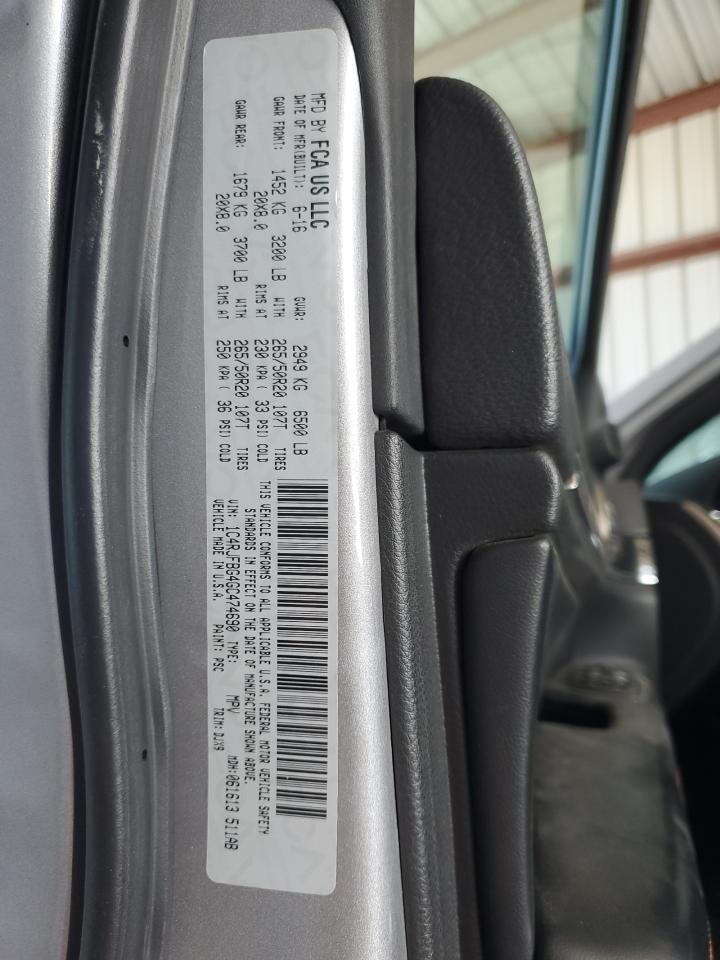 MFD BY FCA US LLC
DATE OF MFR(BUILT): 6-16 GVWR: 2949 KG 6500 LB
GAWR FRONT: 1452 KG 3200 LB WITH 265/50R20 107T TIRES
20X8.0 RIMS AT 230 KPA ( 33 PSI) COLD
GAWR REAR: 1679 KG 3700 LB WITH 265/50R20 107T TIRES
20X8.0 RIMS AT 250 KPA ( 36 PSI) COLD
THIS VEHICLE CONFORMS TO ALL APPLICABLE U.S.A. FEDERAL MOTOR VEHICLE SAFETY
STANDARDS IN EFFECT ON THE DATE OF MANUFACTURE SHOWN ABOVE.
VIN: 1C4RJFBG4GC474690 TYPE: MPV MDH:061613 511AB
VEHICLE MADE IN U.S.A. PAINT: PSC TRIM: DJX9